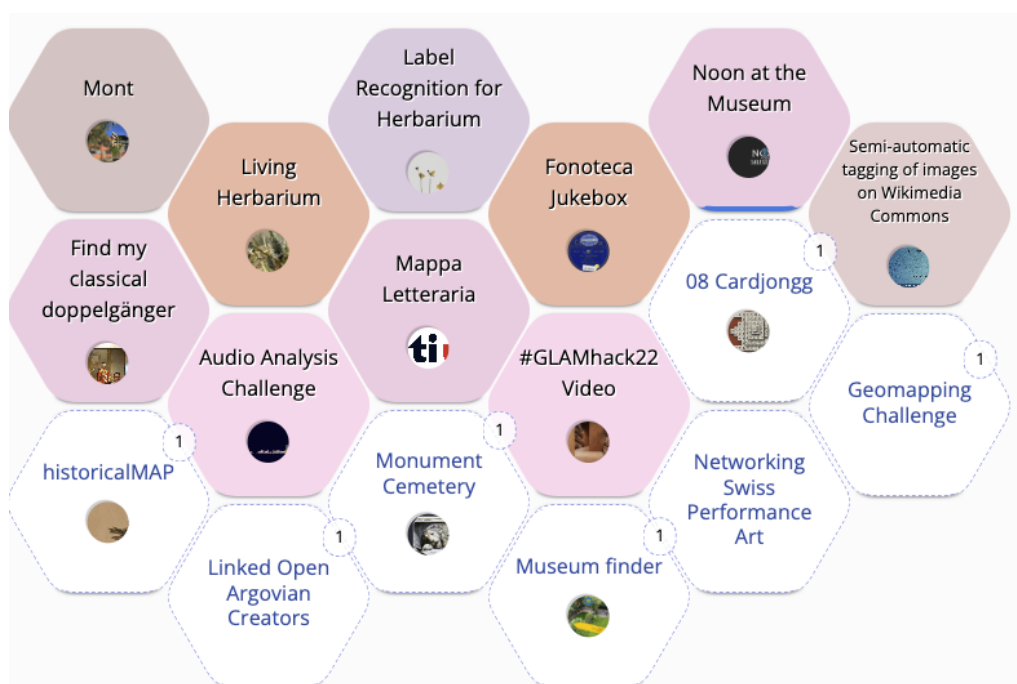 Mont
Label
Recognition for
Herbarium
Noon at the
Museum
NO
Living
Herbarium
Fonoteca
Jukebox
Semi-automatic
tagging of images
on Wikimedia
Commons
Find my
classical
doppelgänger
Mappa
Letteraria
ti
1
08 Cardjongg
Audio Analysis
Challenge
#GLAMhack22
Video
1
Geomapping
Challenge
1
historicalMAP
1
Monument
Cemetery
Networking
Swiss
Performance
Art
1
Linked Open
Argovian
Creators
1
Museum finder